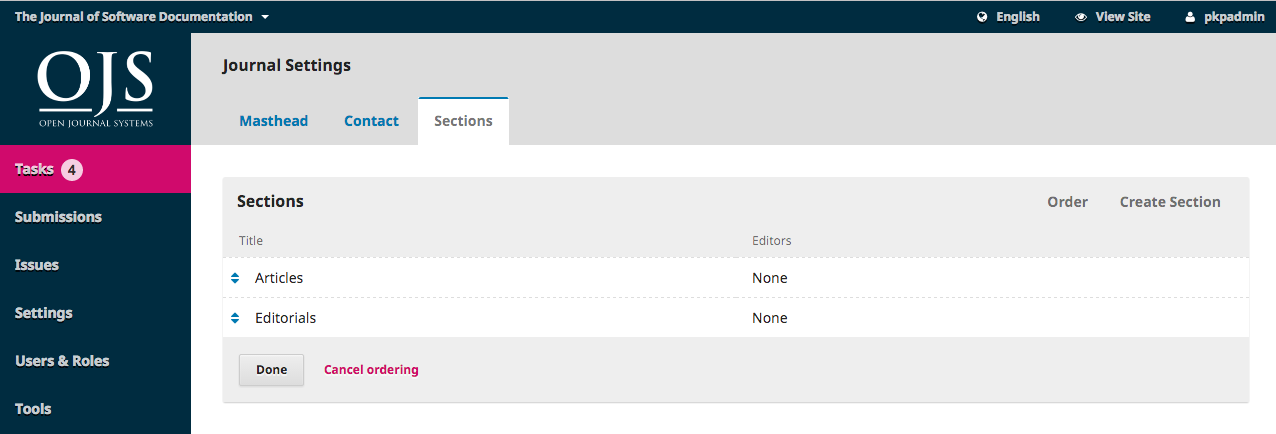 The Journal of Software Documentation
English
View Site
pkpadmin
OJS
OPEN JOURNAL SYSTEMS
Tasks 4
Submissions
Issues
Settings
Users & Roles
Tools
Journal Settings
Masthead
Contact
Sections
Sections
Order
Create Section
Title
Editors
Articles
None
Editorials
None
Done
Cancel ordering